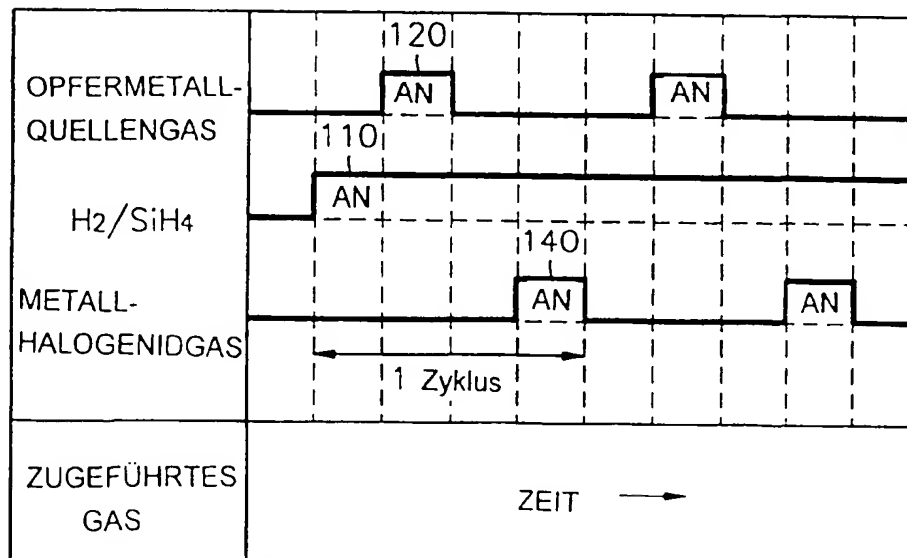 120
OPFERMETALL-
QUELLENGAS
AN
AN
110
H2/SiH4
AN
140
METALL-
HALOGENIDGAS
AN
AN
1 Zyklus
ZUGEFÜHRTES
GAS
ZEIT